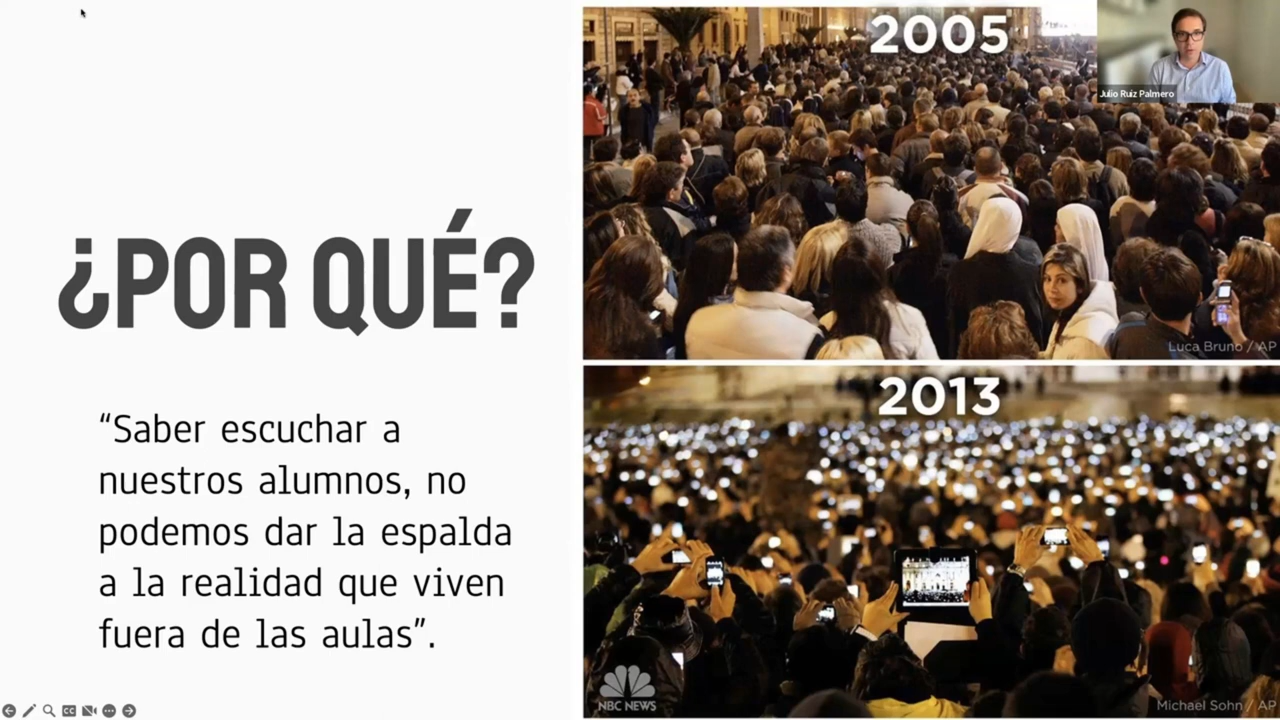 ¿POR QUÉ?
“Saber escuchar a
nuestros alumnos, no
podemos dar la espalda
a la realidad que viven
fuera de las aulas”.
2005
Julio Ruiz Palmero
Luca Bruno / AP
2013
NBC NEWS
Michael Sohn / AP
CC